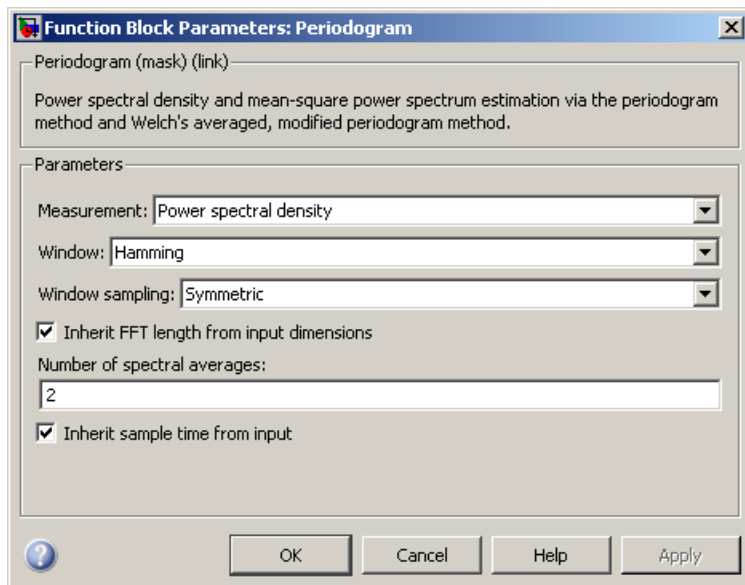 Function Block Parameters: Periodogram
Periodogram (mask) (link)
Power spectral density and mean-square power spectrum estimation via the periodogram
method and Welch's averaged, modified periodogram method.
Parameters
Measurement: Power spectral density
Window: Hamming
Window sampling: Symmetric
Inherit FFT length from input dimensions
Number of spectral averages:
2
Inherit sample time from input
? OK Cancel Help Apply